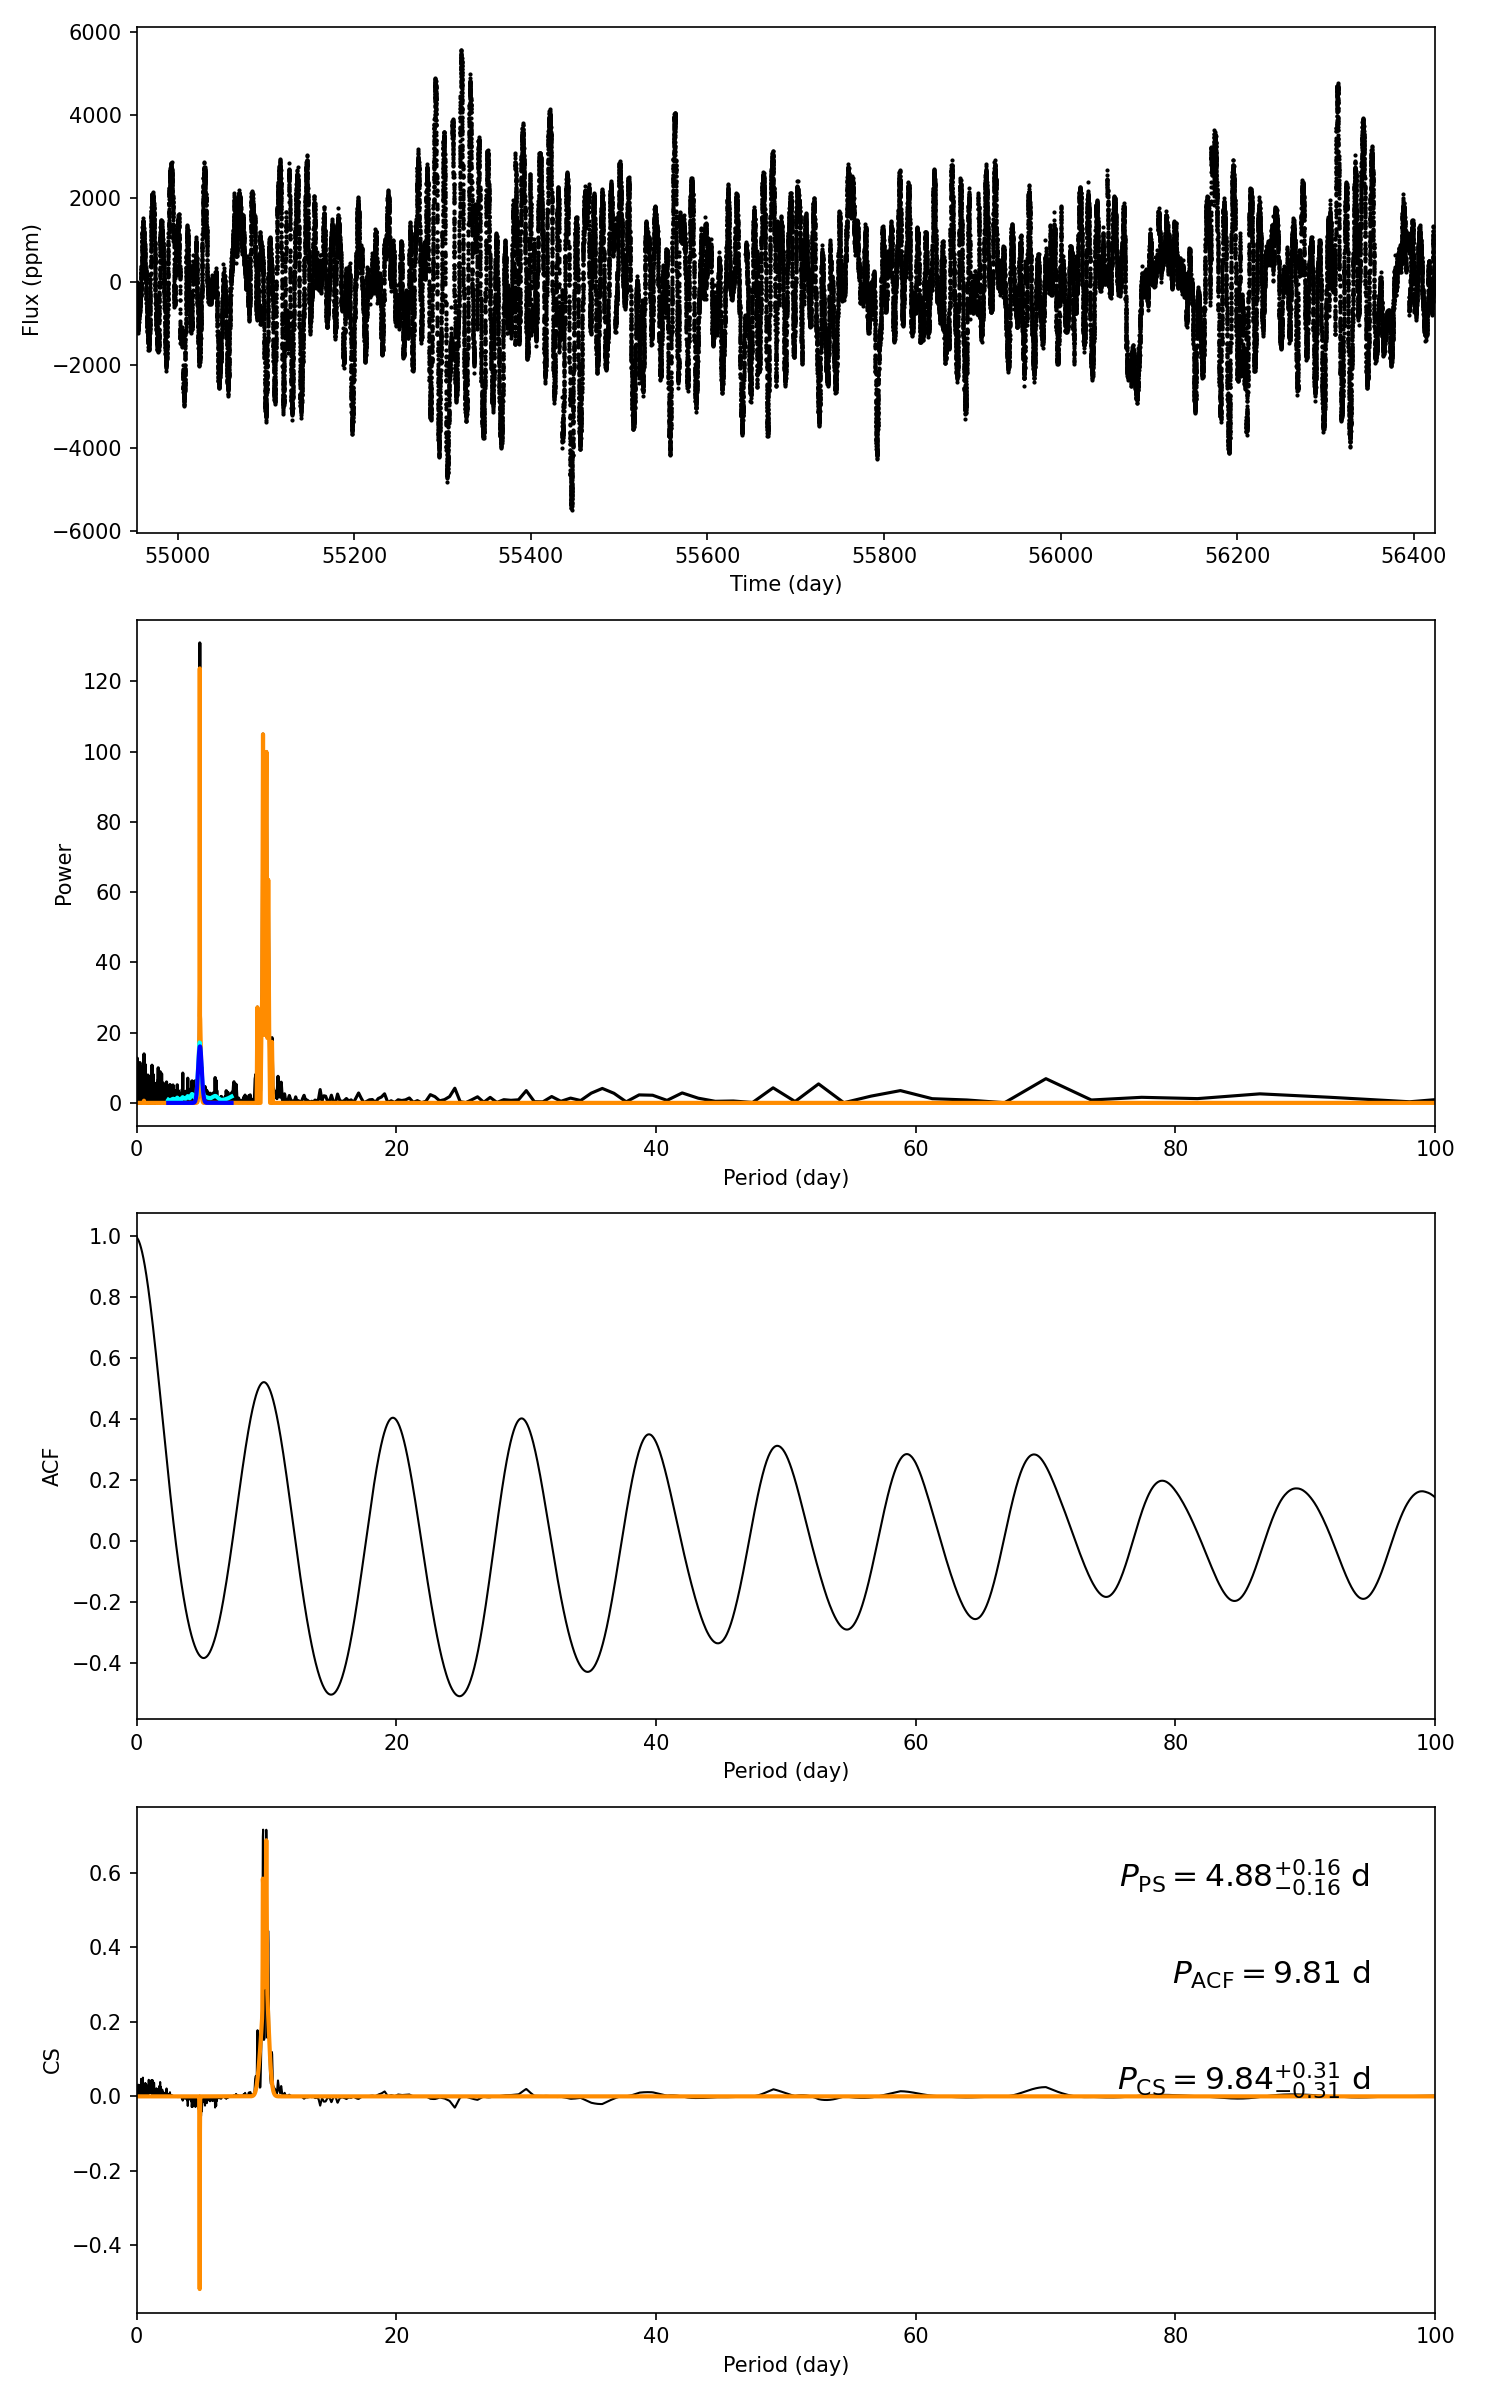 6000
4000
2000
0
−2000
−4000
−6000
Flux (ppm)
55000 55200 55400 55600 55800 56000 56200 56400
Time (day)
120
100
80
60
40
20
0
Power
0 20 40 60 80 100
Period (day)
1.0
0.8
0.6
0.4
0.2
0.0
−0.2
−0.4
ACF
0 20 40 60 80 100
Period (day)
0.6
0.4
0.2
0.0
−0.2
−0.4
CS
P_PS = 4.88^{+0.16}_{−0.16} d
P_ACF = 9.81 d
P_CS = 9.84^{+0.31}_{−0.31} d
0 20 40 60 80 100
Period (day)